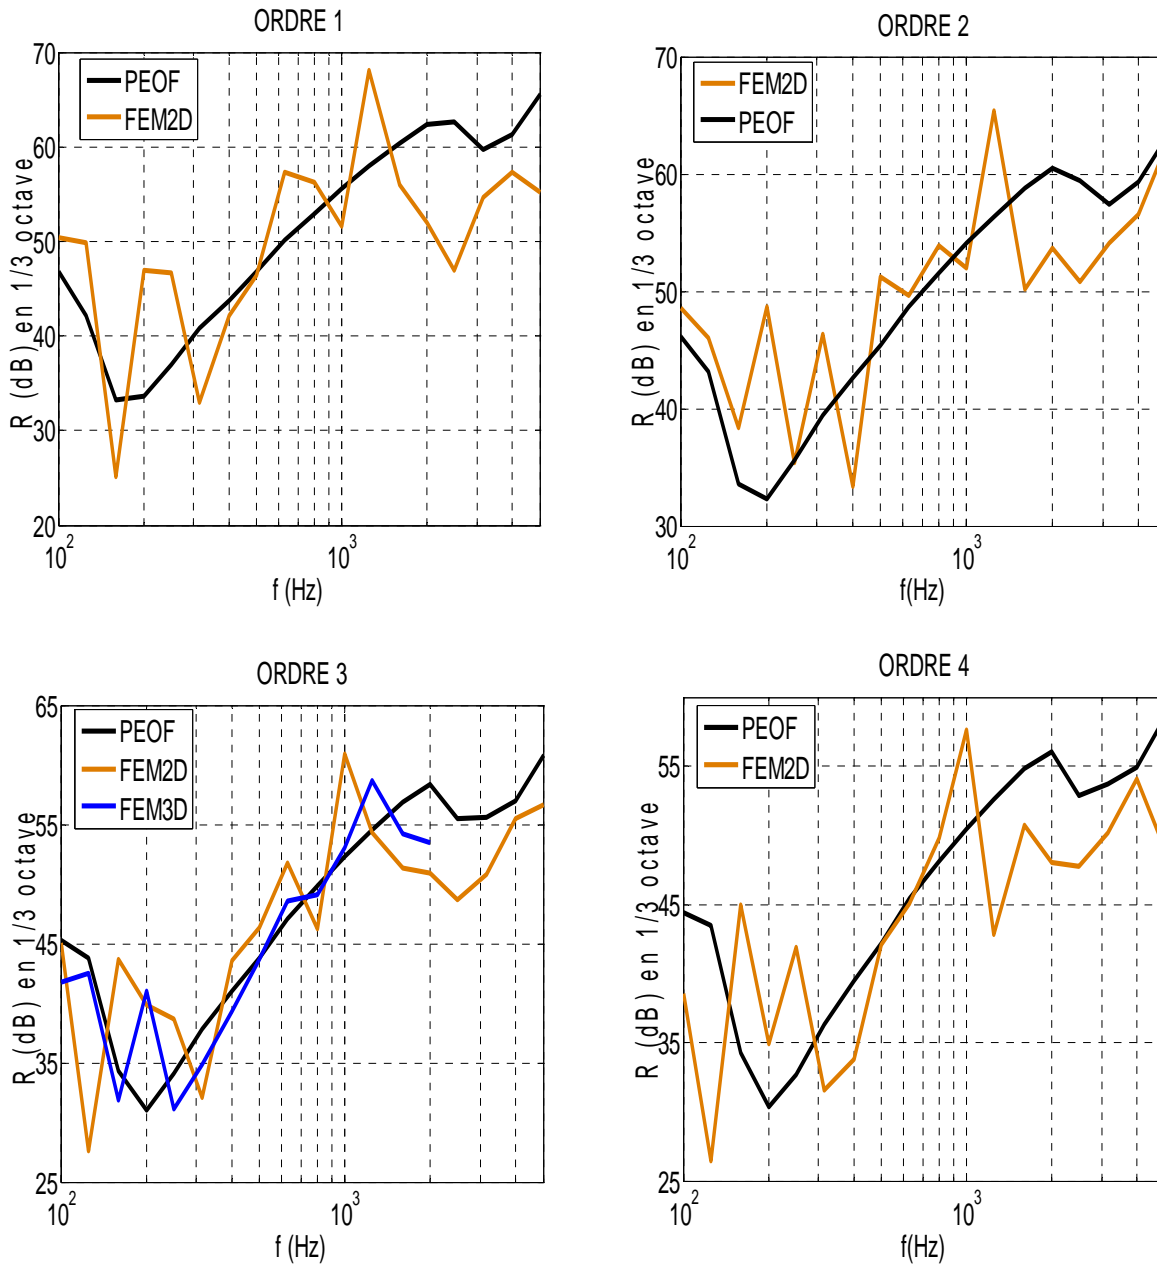 ORDRE 1
70
60
50
40
30
20
R (dB) en 1/3 octave
PEOF
FEM2D
10^2
10^3
f (Hz)
ORDRE 2
70
60
50
40
30
R (dB) en 1/3 octave
FEM2D
PEOF
10^2
10^3
f(Hz)
ORDRE 3
65
55
45
35
25
R (dB) en 1/3 octave
PEOF
FEM2D
FEM3D
10^2
10^3
f (Hz)
ORDRE 4
55
45
35
25
R (dB) en 1/3 octave
PEOF
FEM2D
10^2
10^3
f(Hz)